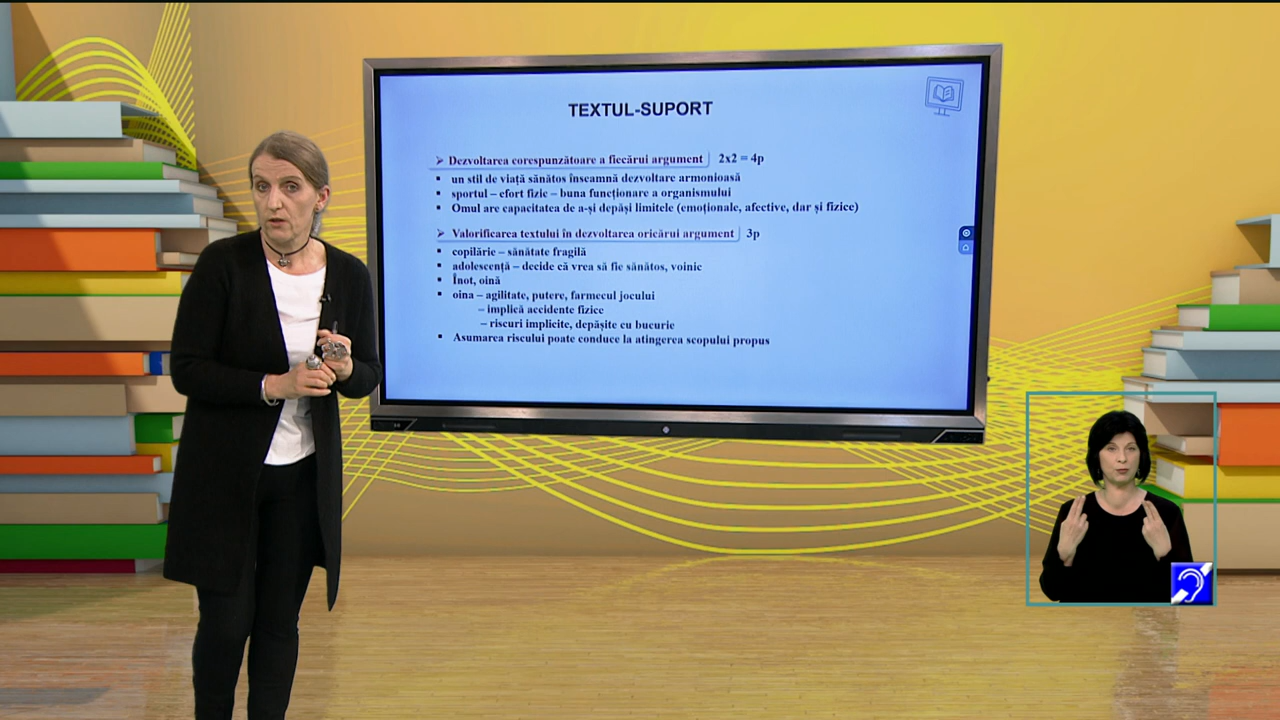 TEXTUL-SUPORT
➢ Dezvoltarea corespunzătoare a fiecărui argument 2x2 = 4p
▪ un stil de viață sănătos înseamnă dezvoltare armonioasă
▪ sportul – efort fizic – buna funcționare a organismului
▪ Omul are capacitatea de a-și depăși limitele (emoționale, afective, dar și fizice)
➢ Valorificarea textului în dezvoltarea oricărui argument 3p
▪ copilărie – sănătate fragilă
▪ adolescență – decide că vrea să fie sănătos, voinic
▪ Înot, oină
▪ oina – agilitate, putere, farmecul jocului
– implică accidente fizice
– riscuri implicite, depășite cu bucurie
▪ Asumarea riscului poate conduce la atingerea scopului propus